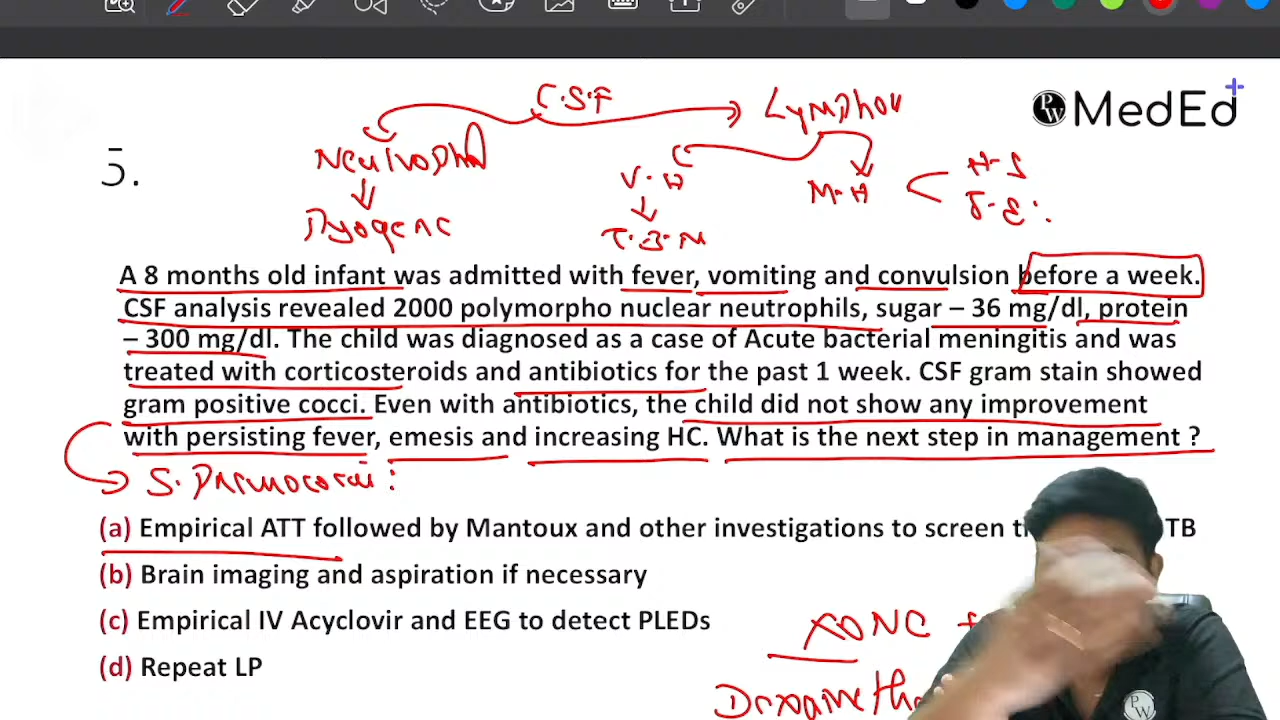 C.S.F
Lymphou
PW MedEd
Neutrophil
5.
V.A
M.A
H.S
J.E:
Pyogenc
T.B.M
A 8 months old infant was admitted with fever, vomiting and convulsion before a week.
CSF analysis revealed 2000 polymorpho nuclear neutrophils, sugar – 36 mg/dl, protein
– 300 mg/dl. The child was diagnosed as a case of Acute bacterial meningitis and was
treated with corticosteroids and antibiotics for the past 1 week. CSF gram stain showed
gram positive cocci. Even with antibiotics, the child did not show any improvement
with persisting fever, emesis and increasing HC. What is the next step in management ?
S.
(a) Empirical ATT followed by Mantoux and other investigations to screen TB
(b) Brain imaging and aspiration if necessary
(c) Empirical IV Acyclovir and EEG to detect PLEDs
(d) Repeat LP
PW